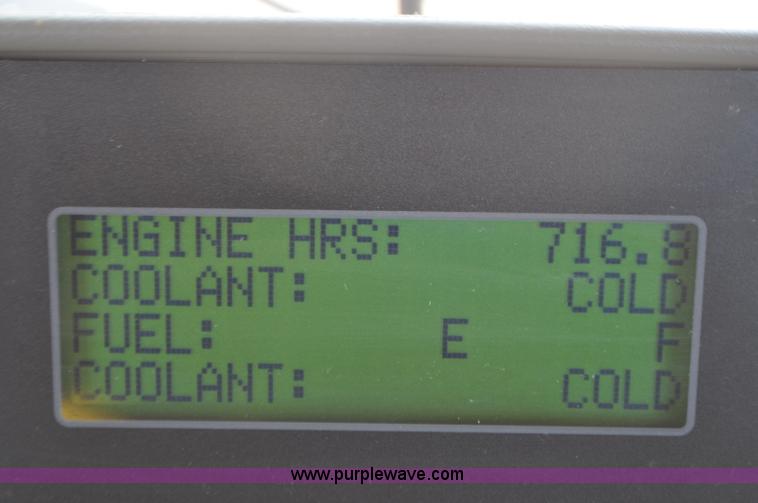 ENGINE HRS: 716.8
COOLANT: COLD
FUEL: E F
COOLANT: COLD
www.purplewave.com